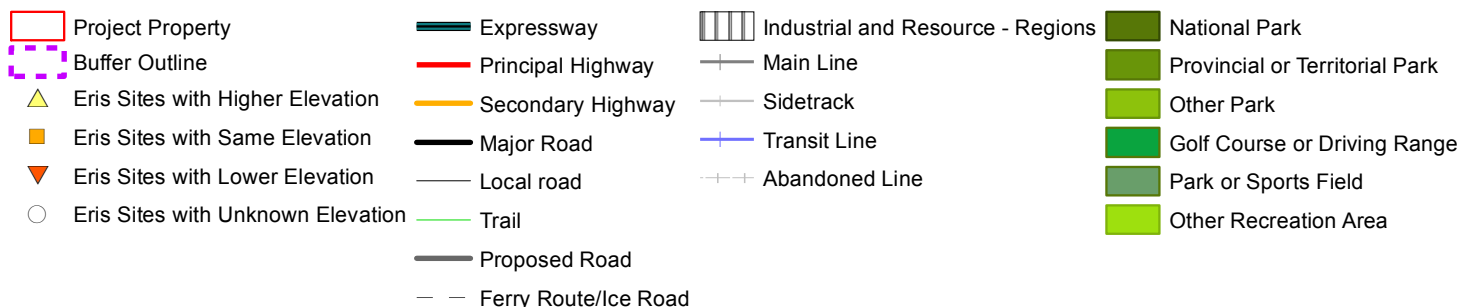 Project Property
Buffer Outline
Eris Sites with Higher Elevation
Eris Sites with Same Elevation
Eris Sites with Lower Elevation
Eris Sites with Unknown Elevation
Expressway
Principal Highway
Secondary Highway
Major Road
Local road
Trail
Proposed Road
Ferry Route/Ice Road
Industrial and Resource - Regions
Main Line
Sidetrack
Transit Line
Abandoned Line
National Park
Provincial or Territorial Park
Other Park
Golf Course or Driving Range
Park or Sports Field
Other Recreation Area